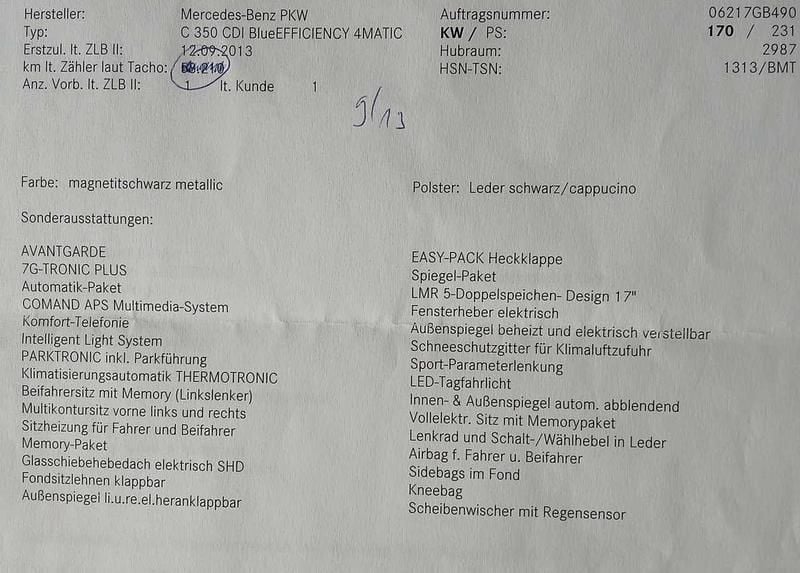 Hersteller: Mercedes-Benz PKW
Typ: C 350 CDI BlueEFFICIENCY 4MATIC
Erstzul. lt. ZLB II: 12.09.2013
km lt. Zähler laut Tacho:
Anz. Vorb. lt. ZLB II: 1 lt. Kunde 1
Auftragsnummer: 06217GB490
KW / PS: 170 / 231
Hubraum: 2987
HSN-TSN: 1313/BMT
9/13
Farbe: magnetitschwarz metallic
Polster: Leder schwarz/cappucino
Sonderausstattungen:
AVANTGARDE
7G-TRONIC PLUS
Automatik-Paket
COMAND APS Multimedia-System
Komfort-Telefonie
Intelligent Light System
PARKTRONIC inkl. Parkführung
Klimatisierungsautomatik THERMOTRONIC
Beifahrersitz mit Memory (Linkslenker)
Multikontursitz vorne links und rechts
Sitzheizung für Fahrer und Beifahrer
Memory-Paket
Glasschiebehebedach elektrisch SHD
Fondsitzlehnen klappbar
Außenspiegel li.u.re.el.heranklappbar
EASY-PACK Heckklappe
Spiegel-Paket
LMR 5-Doppelspeichen- Design 17"
Fensterheber elektrisch
Außenspiegel beheizt und elektrisch verstellbar
Schneeschutzgitter für Klimaluftzufuhr
Sport-Parameterlenkung
LED-Tagfahrlicht
Innen- & Außenspiegel autom. abblendend
Vollelektr. Sitz mit Memorypaket
Lenkrad und Schalt-/Wählhebel in Leder
Airbag f. Fahrer u. Beifahrer
Sidebags im Fond
Kneebag
Scheibenwischer mit Regensensor